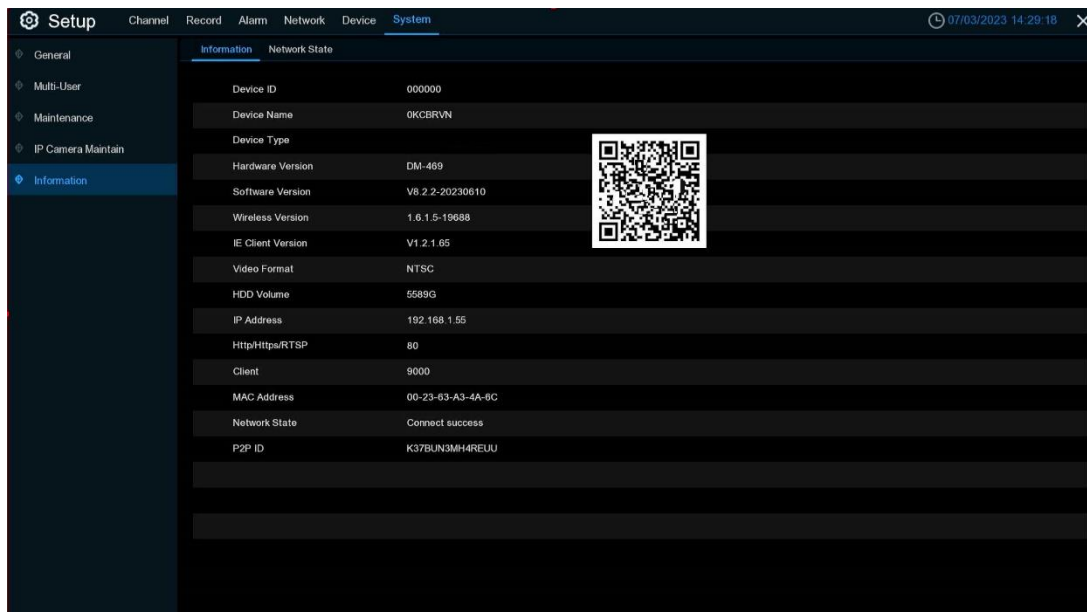 Setup Channel Record Alarm Network Device System 07/03/2023 14:29:18
Information Network State
General
Multi-User
Maintenance
IP Camera Maintain
Information
Device ID 000000
Device Name 0KCBRVN
Device Type
Hardware Version DM-469
Software Version V8.2.2-20230610
Wireless Version 1.6.1.5-19688
IE Client Version V1.2.1.65
Video Format NTSC
HDD Volume 5589G
IP Address 192.168.1.55
Http/Https/RTSP 80
Client 9000
MAC Address 00-23-63-A3-4A-6C
Network State Connect success
P2P ID K37BUN3MH4REUU